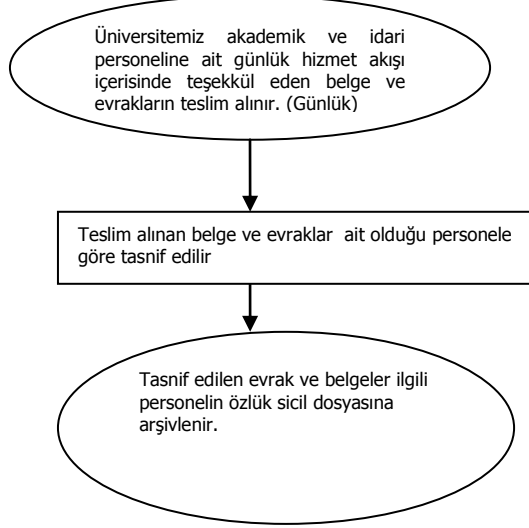 Üniversitemiz akademik ve idari
personeline ait günlük hizmet akışı
içerisinde teşekkül eden belge ve
evrakların teslim alınır. (Günlük)
Teslim alınan belge ve evraklar ait olduğu personele
göre tasnif edilir
Tasnif edilen evrak ve belgeler ilgili
personelin özlük sicil dosyasına
arşivlenir.